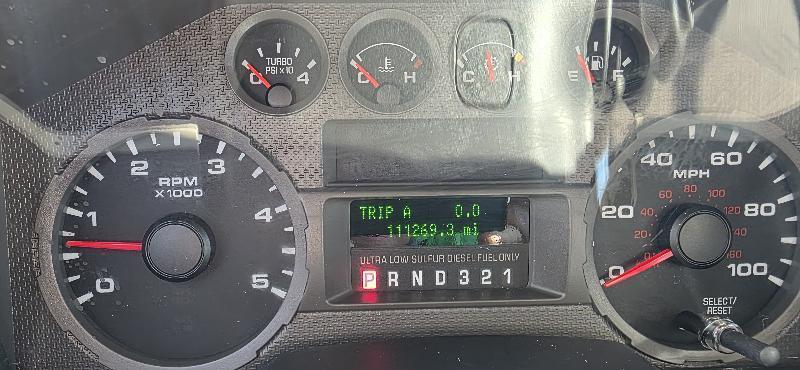 TURBO
PSI x 10
0 4
C H
C H
E F
0 1 2 3 4 5
RPM
X1000
TRIP A 0.0
111269.3 mi
ULTRA LOW SULFUR DIESEL FUEL ONLY
P R N D 3 2 1
0 20 40 60 80 100
MPH
20 40 60 80 100 120
SELECT/
RESET